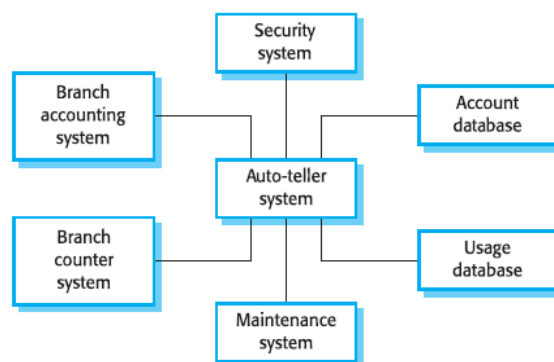 Security
system
Branch
accounting
system
Account
database
Auto-teller
system
Branch
counter
system
Usage
database
Maintenance
system